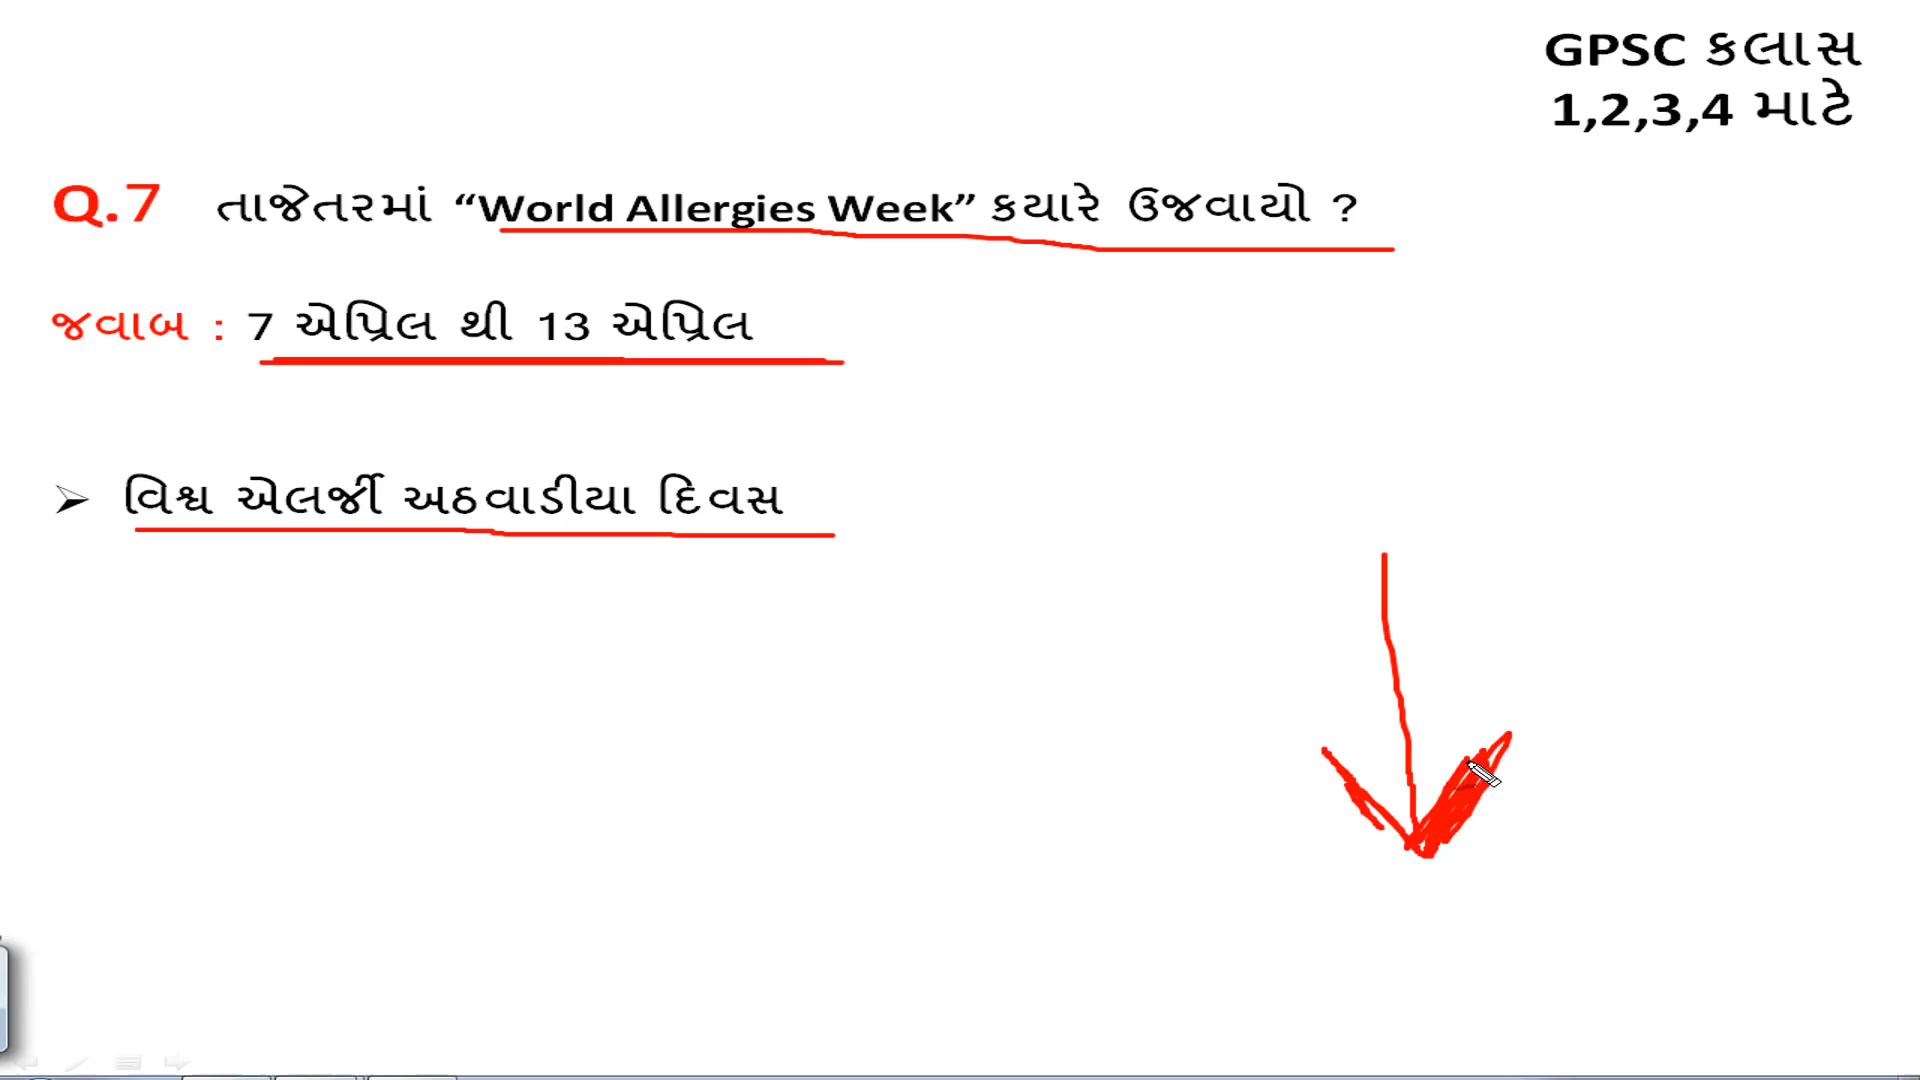 GPSC કલાસ
1,2,3,4 માટે
Q.7 તાજેતરમાં “World Allergies Week” કયારે ઉજવાયો ?
જવાબ : 7 એપ્રિલ થી 13 એપ્રિલ
વિશ્વ એલર્જી અઠવાડીયા દિવસ